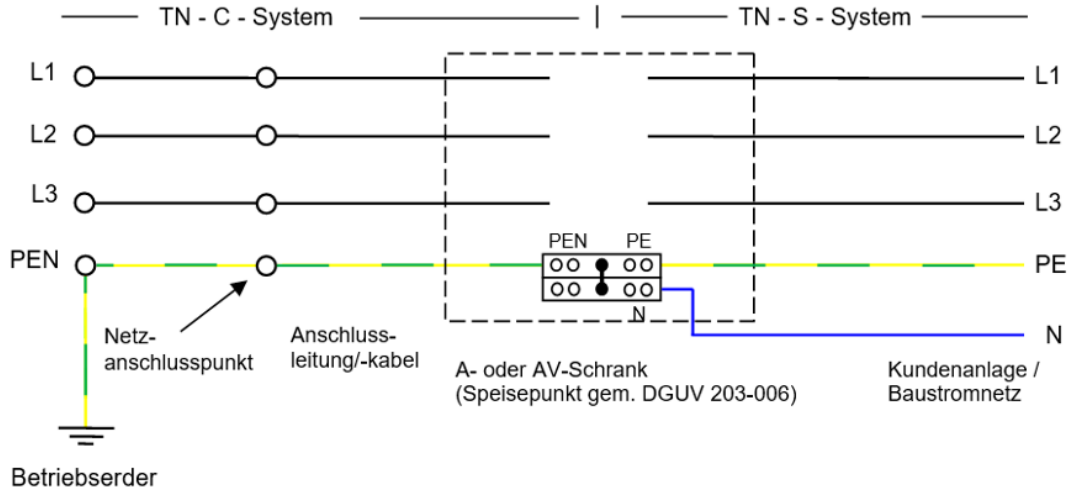 TN - C - System
TN - S - System
L1
L1
L2
L2
L3
L3
PEN
PEN
PE
PE
N
N
Netz-
anschlusspunkt
Anschluss-
leitung/-kabel
A- oder AV-Schrank
(Speisepunkt gem. DGUV 203-006)
Kundenanlage /
Baustromnetz
Betriebserder